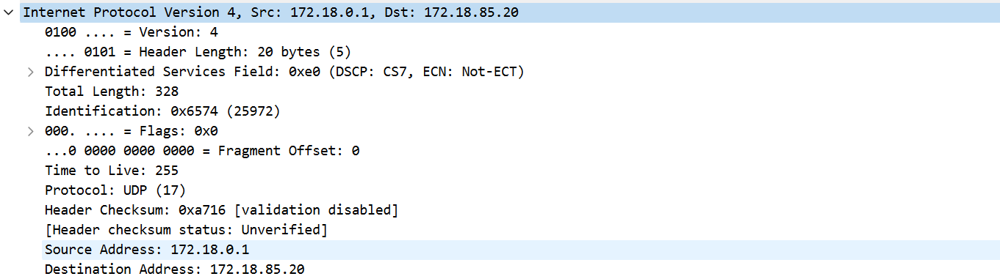 Internet Protocol Version 4, Src: 172.18.0.1, Dst: 172.18.85.20
0100 .... = Version: 4
.... 0101 = Header Length: 20 bytes (5)
Differentiated Services Field: 0xe0 (DSCP: CS7, ECN: Not-ECT)
Total Length: 328
Identification: 0x6574 (25972)
000. .... = Flags: 0x0
...0 0000 0000 0000 = Fragment Offset: 0
Time to Live: 255
Protocol: UDP (17)
Header Checksum: 0xa716 [validation disabled]
[Header checksum status: Unverified]
Source Address: 172.18.0.1
Destination Address: 172.18.85.20